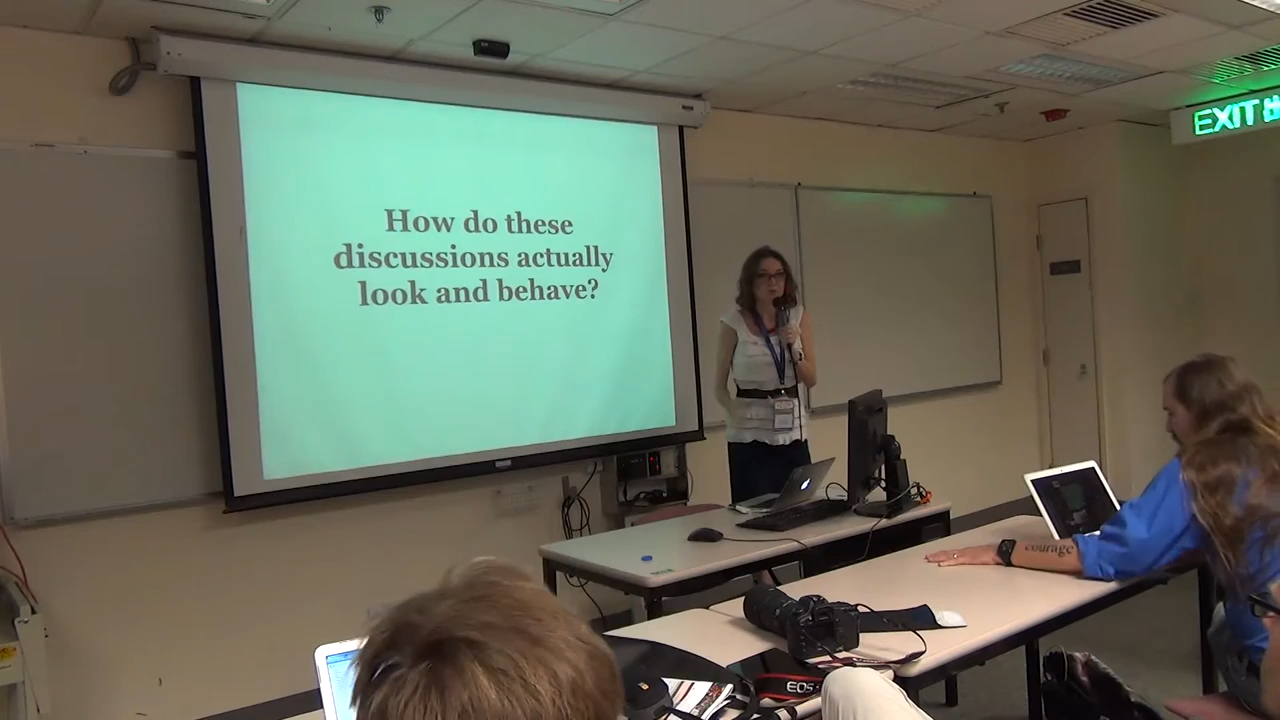 How do these
discussions actually
look and behave?
EXIT
courage
EOS